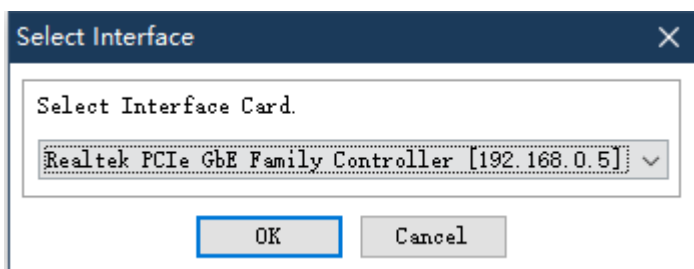 Select Interface
Select Interface Card.
Realtek PCIe GbE Family Controller [192.168.0.5]
OK
Cancel